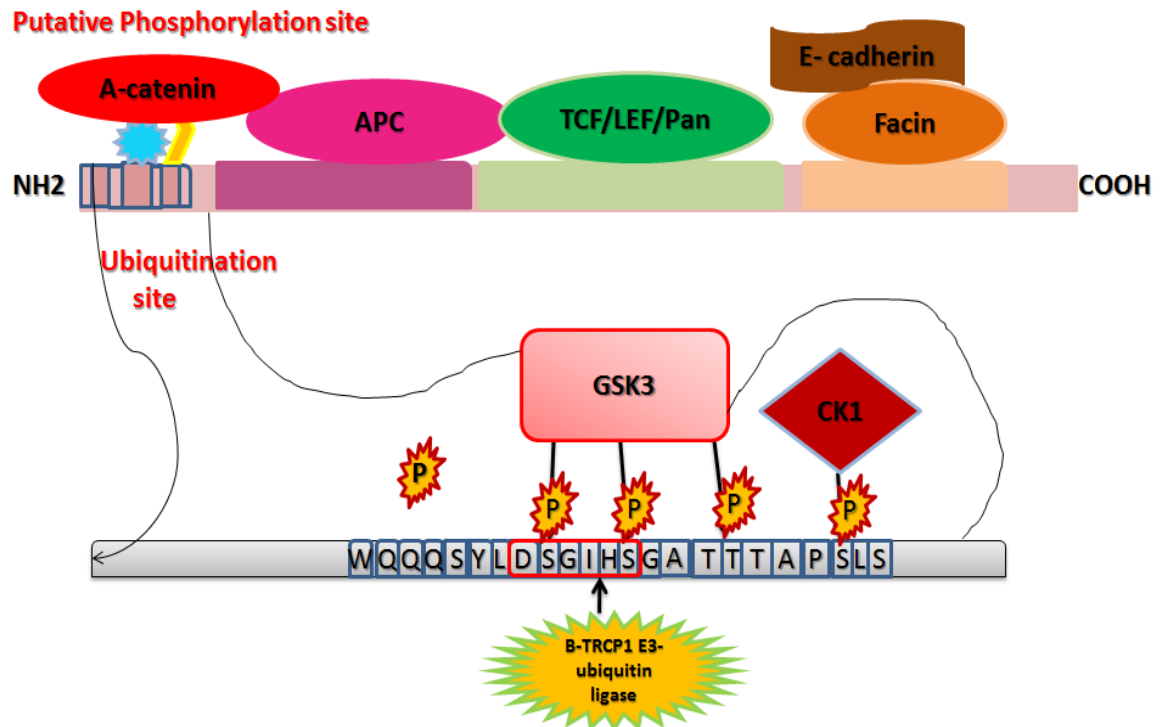 Putative Phosphorylation site
E- cadherin
A-catenin
APC
TCF/LEF/Pan
Facin
NH2
COOH
Ubiquitination
site
GSK3
CK1
P
P
P
P
P
WQQQSYLDSGIHSGATTTAPSLS
B-TRCP1 E3-
ubiquitin
ligase